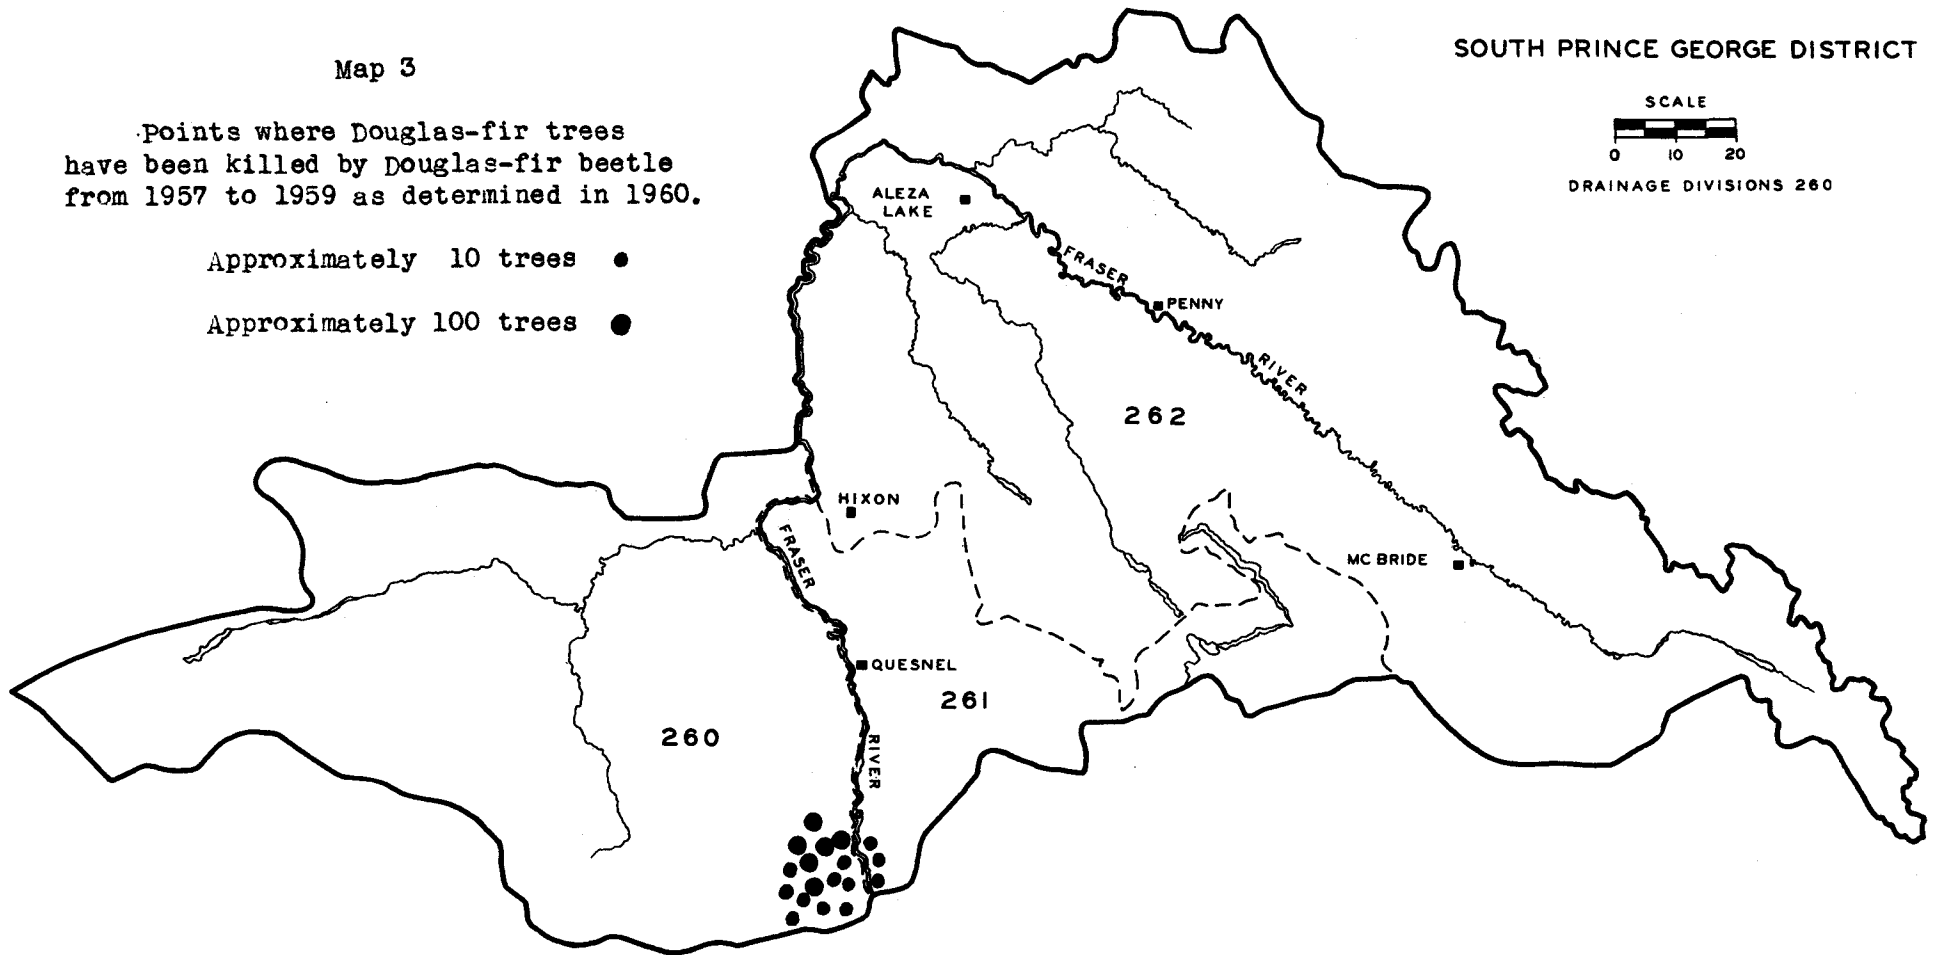 Map 3
Points where Douglas-fir trees
have been killed by Douglas-fir beetle
from 1957 to 1959 as determined in 1960.
Approximately 10 trees
Approximately 100 trees
SOUTH PRINCE GEORGE DISTRICT
SCALE
0 10 20
DRAINAGE DIVISIONS 260
ALEZA
LAKE
FRASER
PENNY
RIVER
262
HIXON
FRASER
MC BRIDE
QUESNEL
261
260
RIVER